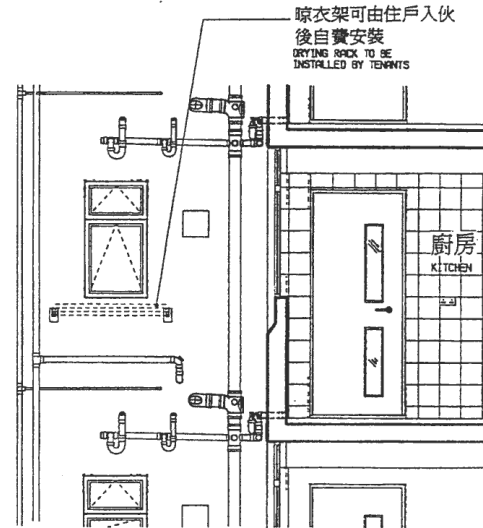 晾衣架可由住戶入伙
後自費安裝
DRYING RACK TO BE
INSTALLED BY TENANTS
廚房
KITCHEN